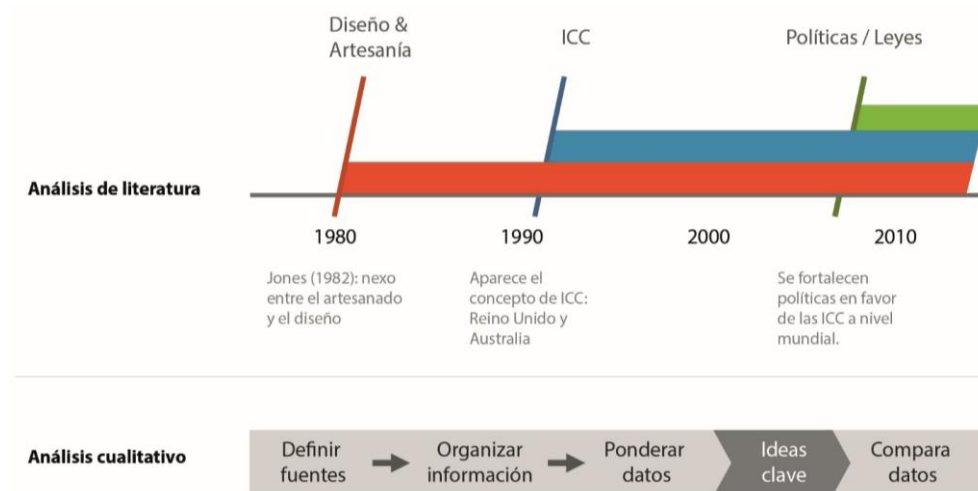 Diseño &
Artesanía
ICC
Políticas / Leyes
Análisis de literatura
1980
1990
2000
2010
Jones (1982): nexo
entre el artesanado
y el diseño
Aparece el
concepto de ICC:
Reino Unido y
Australia
Se fortalecen
políticas en favor
de las ICC a nivel
mundial.
Análisis cualitativo
Definir
fuentes
Organizar
información
Ponderar
datos
Ideas
clave
Compara
datos